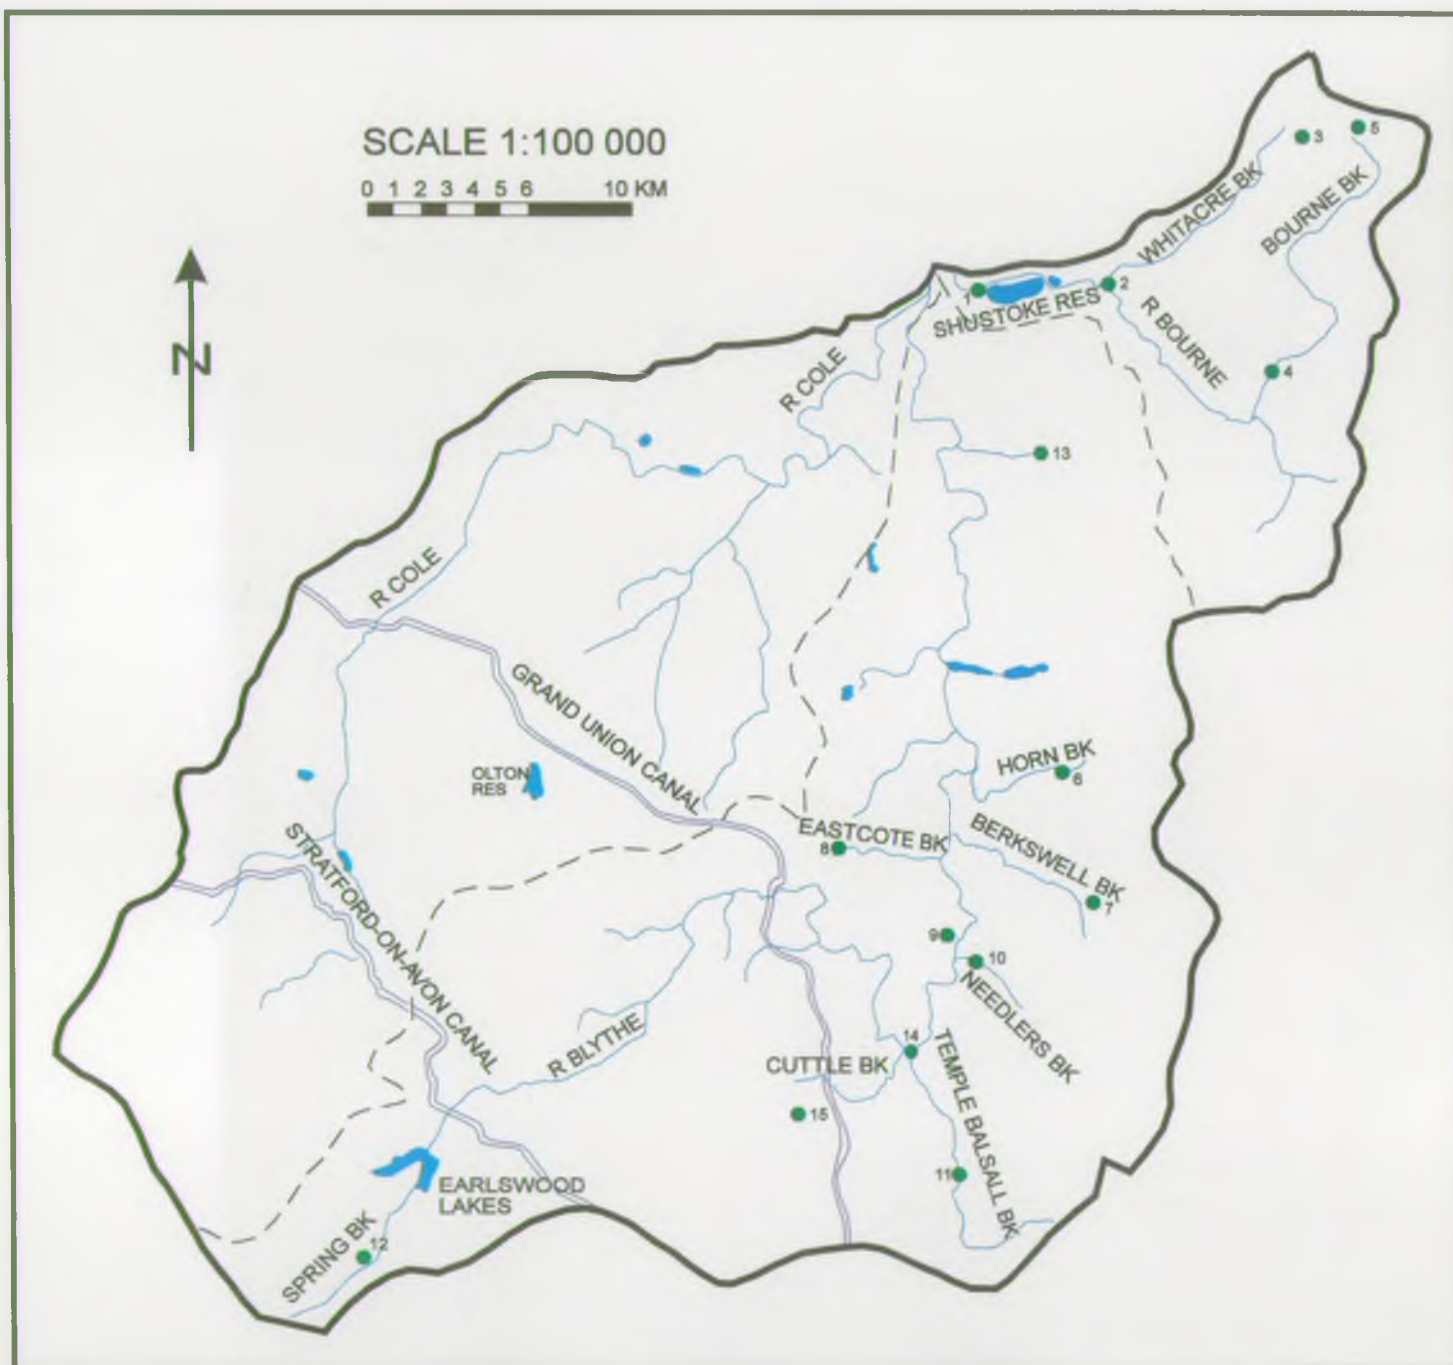 SCALE 1:100 000
0 1 2 3 4 5 6 10 KM
N
3
5
WHITACRE BK
BOURNE BK
1
2
SHUSTOKE RES
R BOURNE
4
R COLE
13
R COLE
GRAND UNION CANAL
OLTON
RES
HORN BK
6
EASTCOTE BK
8
BERKSWELL BK
7
STRATFORD-ON-AVON CANAL
9
10
NEEDLERS BK
R BLYTHE
14
CUTTLE BK
TEMPLE BALSALL BK
15
11
EARLSWOOD
LAKES
SPRING BK
12